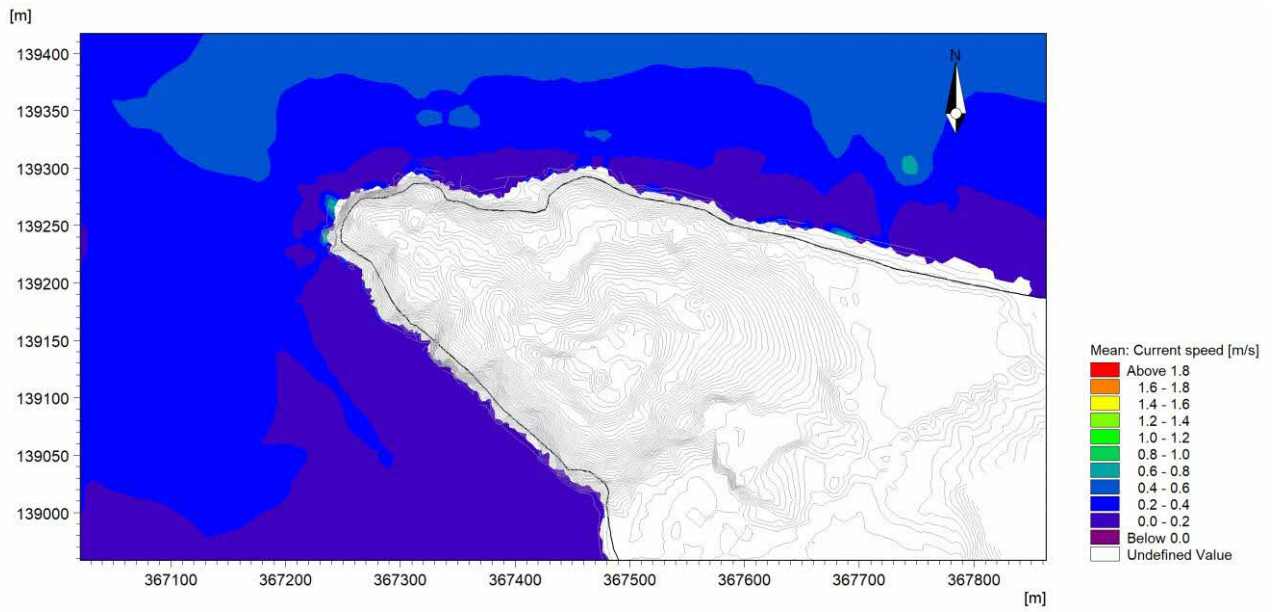 [m]
139400
139350
139300
139250
139200
139150
139100
139050
139000
N
367100 367200 367300 367400 367500 367600 367700 367800
[m]
Mean: Current speed [m/s]
Above 1.8
1.6 - 1.8
1.4 - 1.6
1.2 - 1.4
1.0 - 1.2
0.8 - 1.0
0.6 - 0.8
0.4 - 0.6
0.2 - 0.4
0.0 - 0.2
Below 0.0
Undefined Value